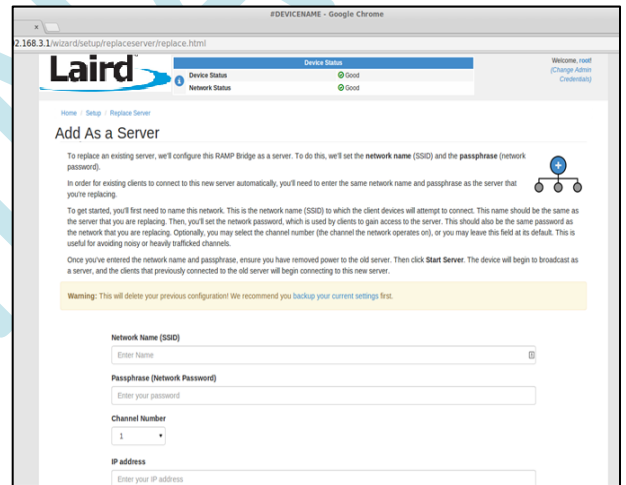 #DEVICENAME - Google Chrome
×
2.168.3.1/wizard/setup/replaceserver/replace.html
Laird
Device Status
Device Status Good
Network Status Good
Welcome, root!
(Change Admin
Credentials)
Home / Setup / Replace Server
Add As a Server
To replace an existing server, we'll configure this RAMP Bridge as a server. To do this, we'll set the network name (SSID) and the passphrase (network
password).
In order for existing clients to connect to this new server automatically, you'll need to enter the same network name and passphrase as the server that
you're replacing.
To get started, you'll first need to name this network. This is the network name (SSID) to which the client devices will attempt to connect. This name should be the same as
the server that you are replacing. Then, you'll set the network password, which is used by clients to gain access to the server. This should also be the same password as
the network that you are replacing. Optionally, you may select the channel number (the channel the network operates on), or you may leave this field at its default. This is
useful for avoiding noisy or heavily trafficked channels.
Once you've entered the network name and passphrase, ensure you have removed power to the old server. Then click Start Server. The device will begin to broadcast as
a server, and the clients that previously connected to the old server will begin connecting to this new server.
Warning: This will delete your previous configuration! We recommend you backup your current settings first.
Network Name (SSID)
Enter Name
Passphrase (Network Password)
Enter your password
Channel Number
1
IP address
Enter your IP address